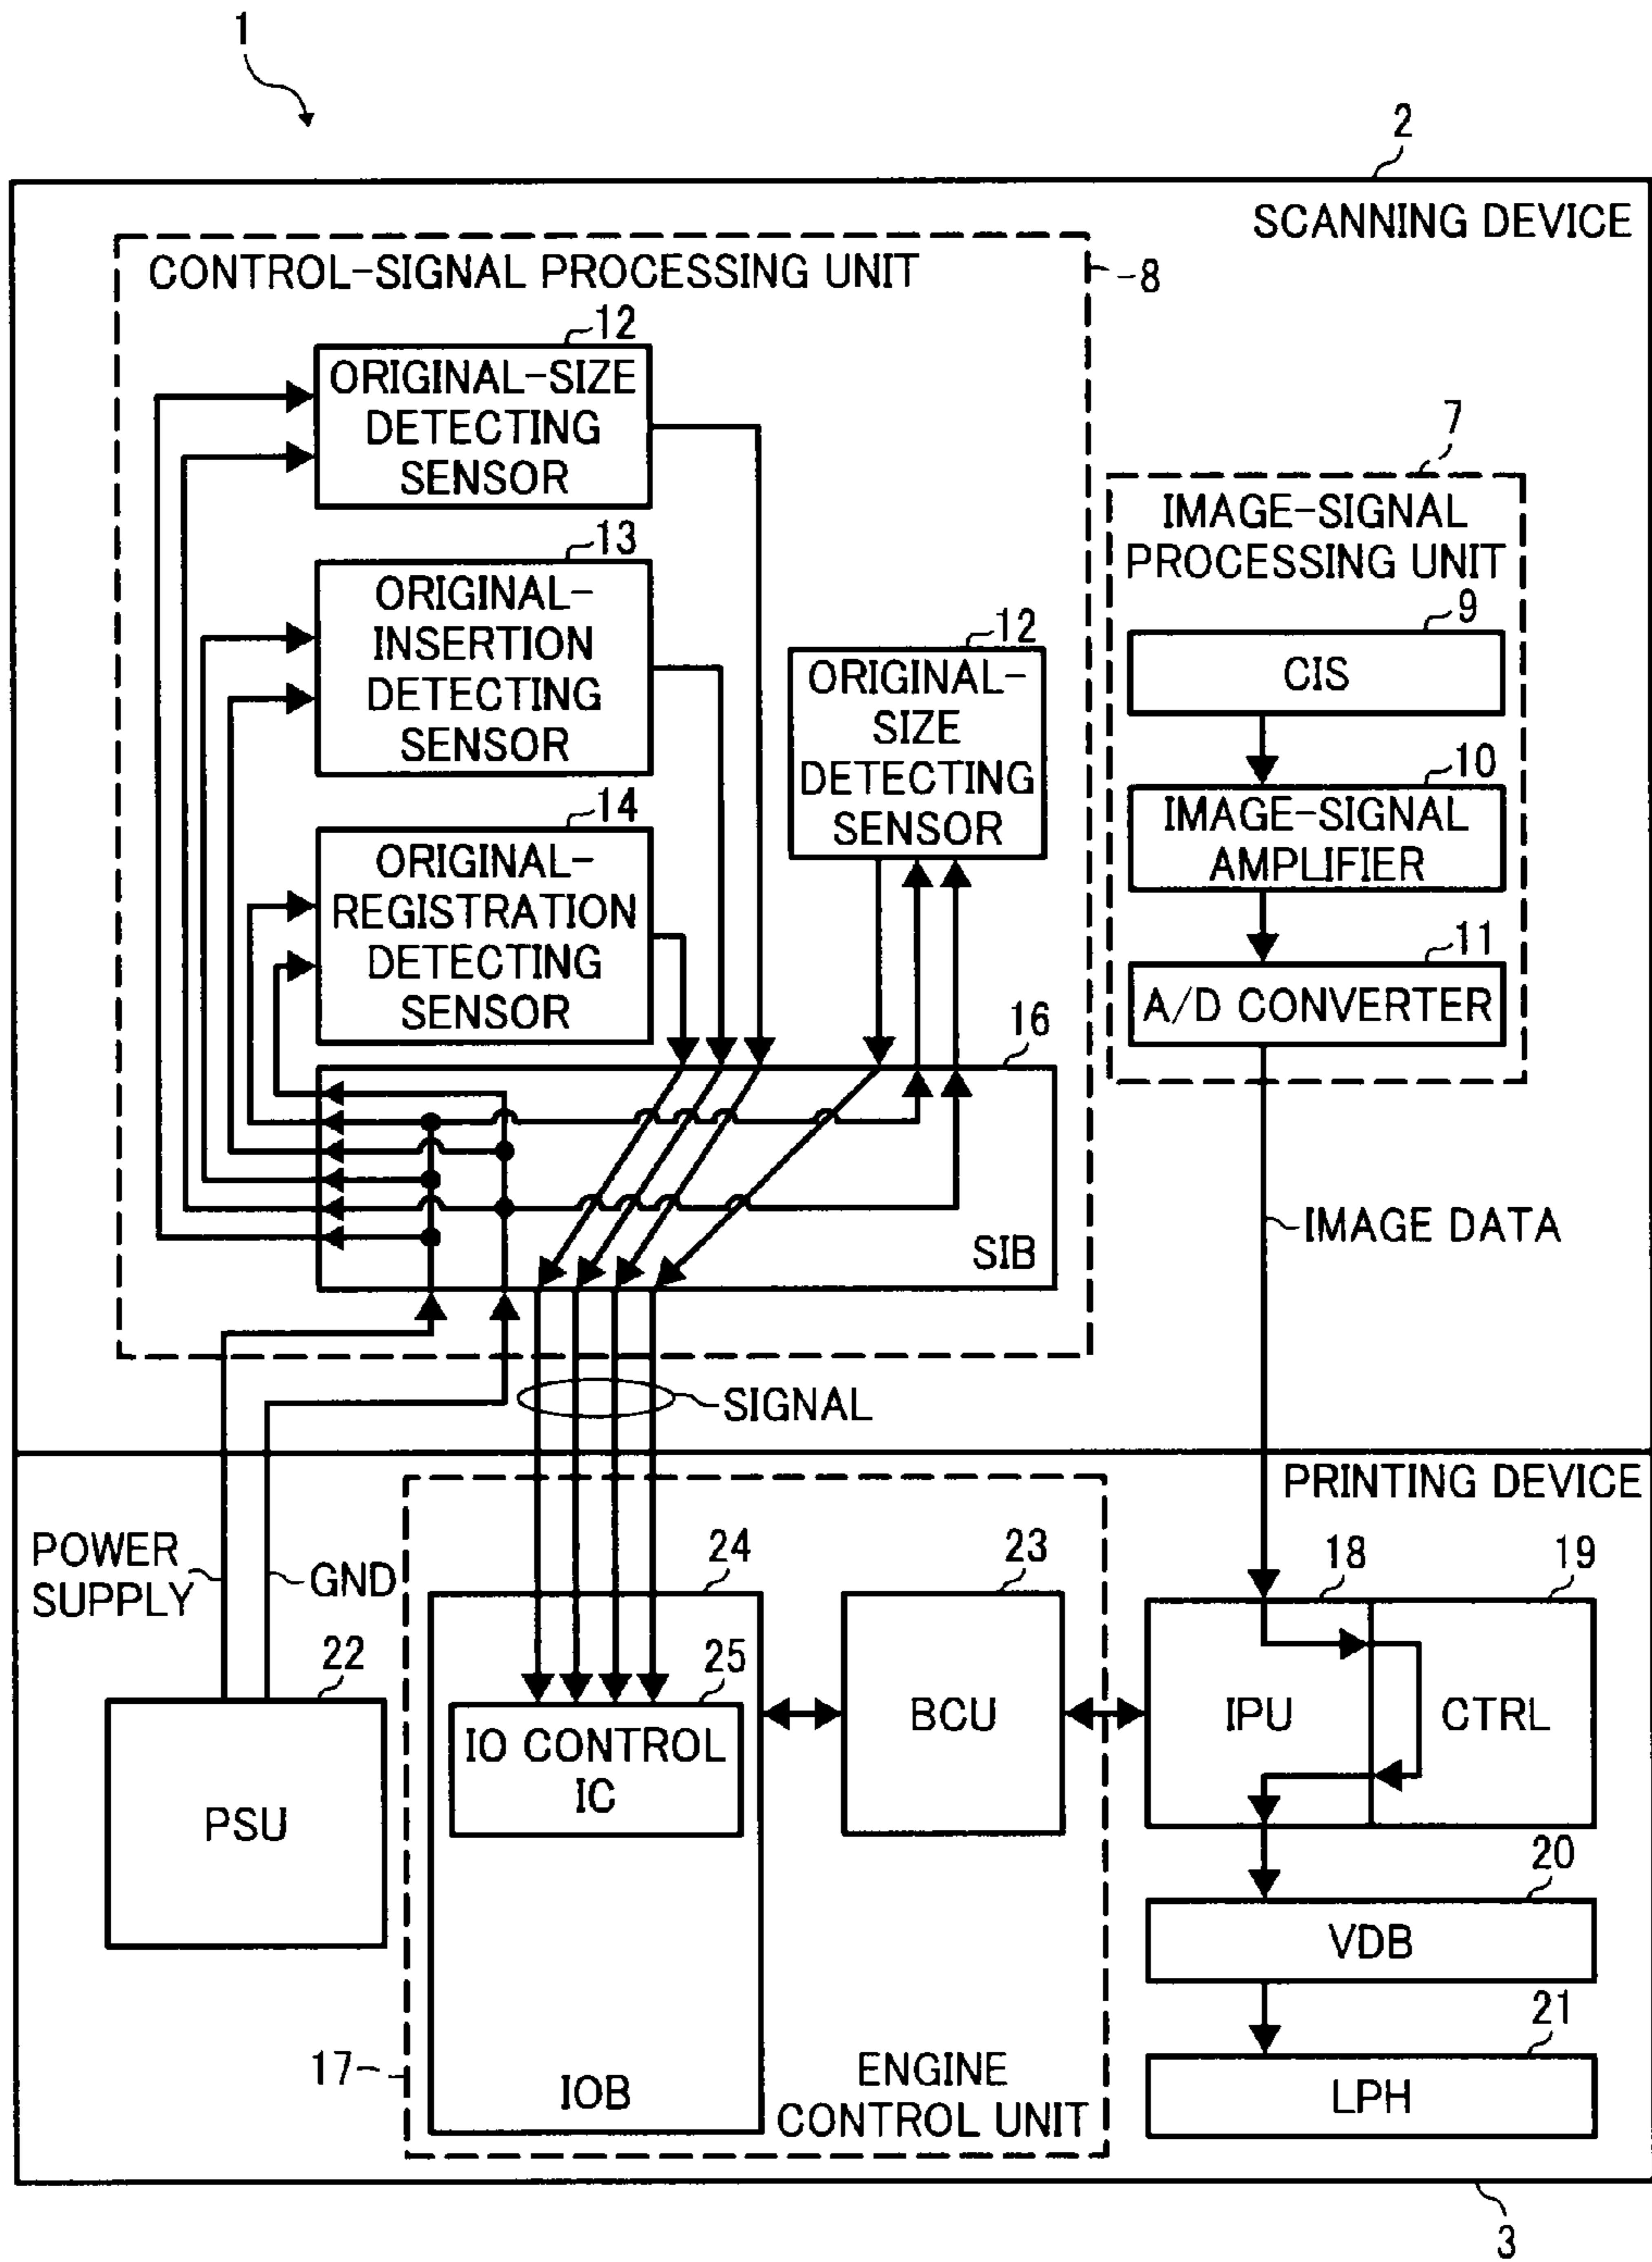 1
2
SCANNING DEVICE
CONTROL-SIGNAL PROCESSING UNIT
8
12
ORIGINAL-SIZE
DETECTING
SENSOR
13
ORIGINAL-
INSERTION
DETECTING
SENSOR
14
ORIGINAL-
REGISTRATION
DETECTING
SENSOR
12
ORIGINAL-
SIZE
DETECTING
SENSOR
16
SIB
7
IMAGE-SIGNAL
PROCESSING UNIT
9
CIS
10
IMAGE-SIGNAL
AMPLIFIER
11
A/D CONVERTER
IMAGE DATA
SIGNAL
PRINTING DEVICE
POWER
SUPPLY
GND
22
PSU
24
25
IO CONTROL
IC
IOB
23
BCU
17
ENGINE
CONTROL UNIT
18
IPU
19
CTRL
20
VDB
21
LPH
3